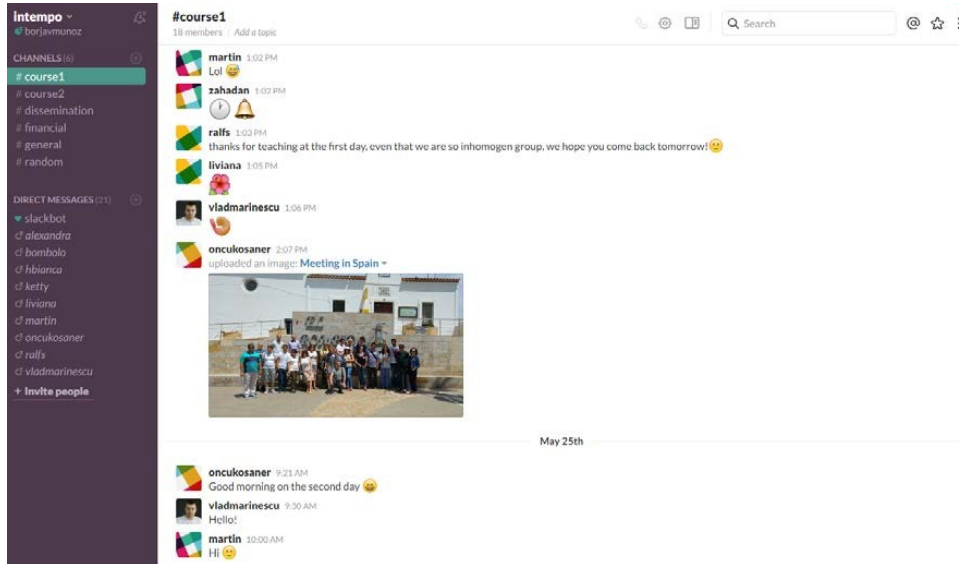 intempo
borjavmunoz
CHANNELS (6)
# course1
# course2
# dissemination
# financial
# general
# random
DIRECT MESSAGES (21)
slackbot
alexandra
bombolo
hbianca
ketty
liviana
martin
oncukosaner
ralfs
vladmarinescu
+ Invite people
#course1
18 members | Add a topic
Search
martin 1:02 PM
Lol
zahadan 1:02 PM
ralfs 1:03 PM
thanks for teaching at the first day, even that we are so inhomogen group, we hope you come back tomorrow!
liviana 1:05 PM
vladmarinescu 1:06 PM
oncukosaner 2:07 PM
uploaded an image: Meeting in Spain
May 25th
oncukosaner 9:21 AM
Good morning on the second day
vladmarinescu 9:30 AM
Hello!
martin 10:00 AM
Hi